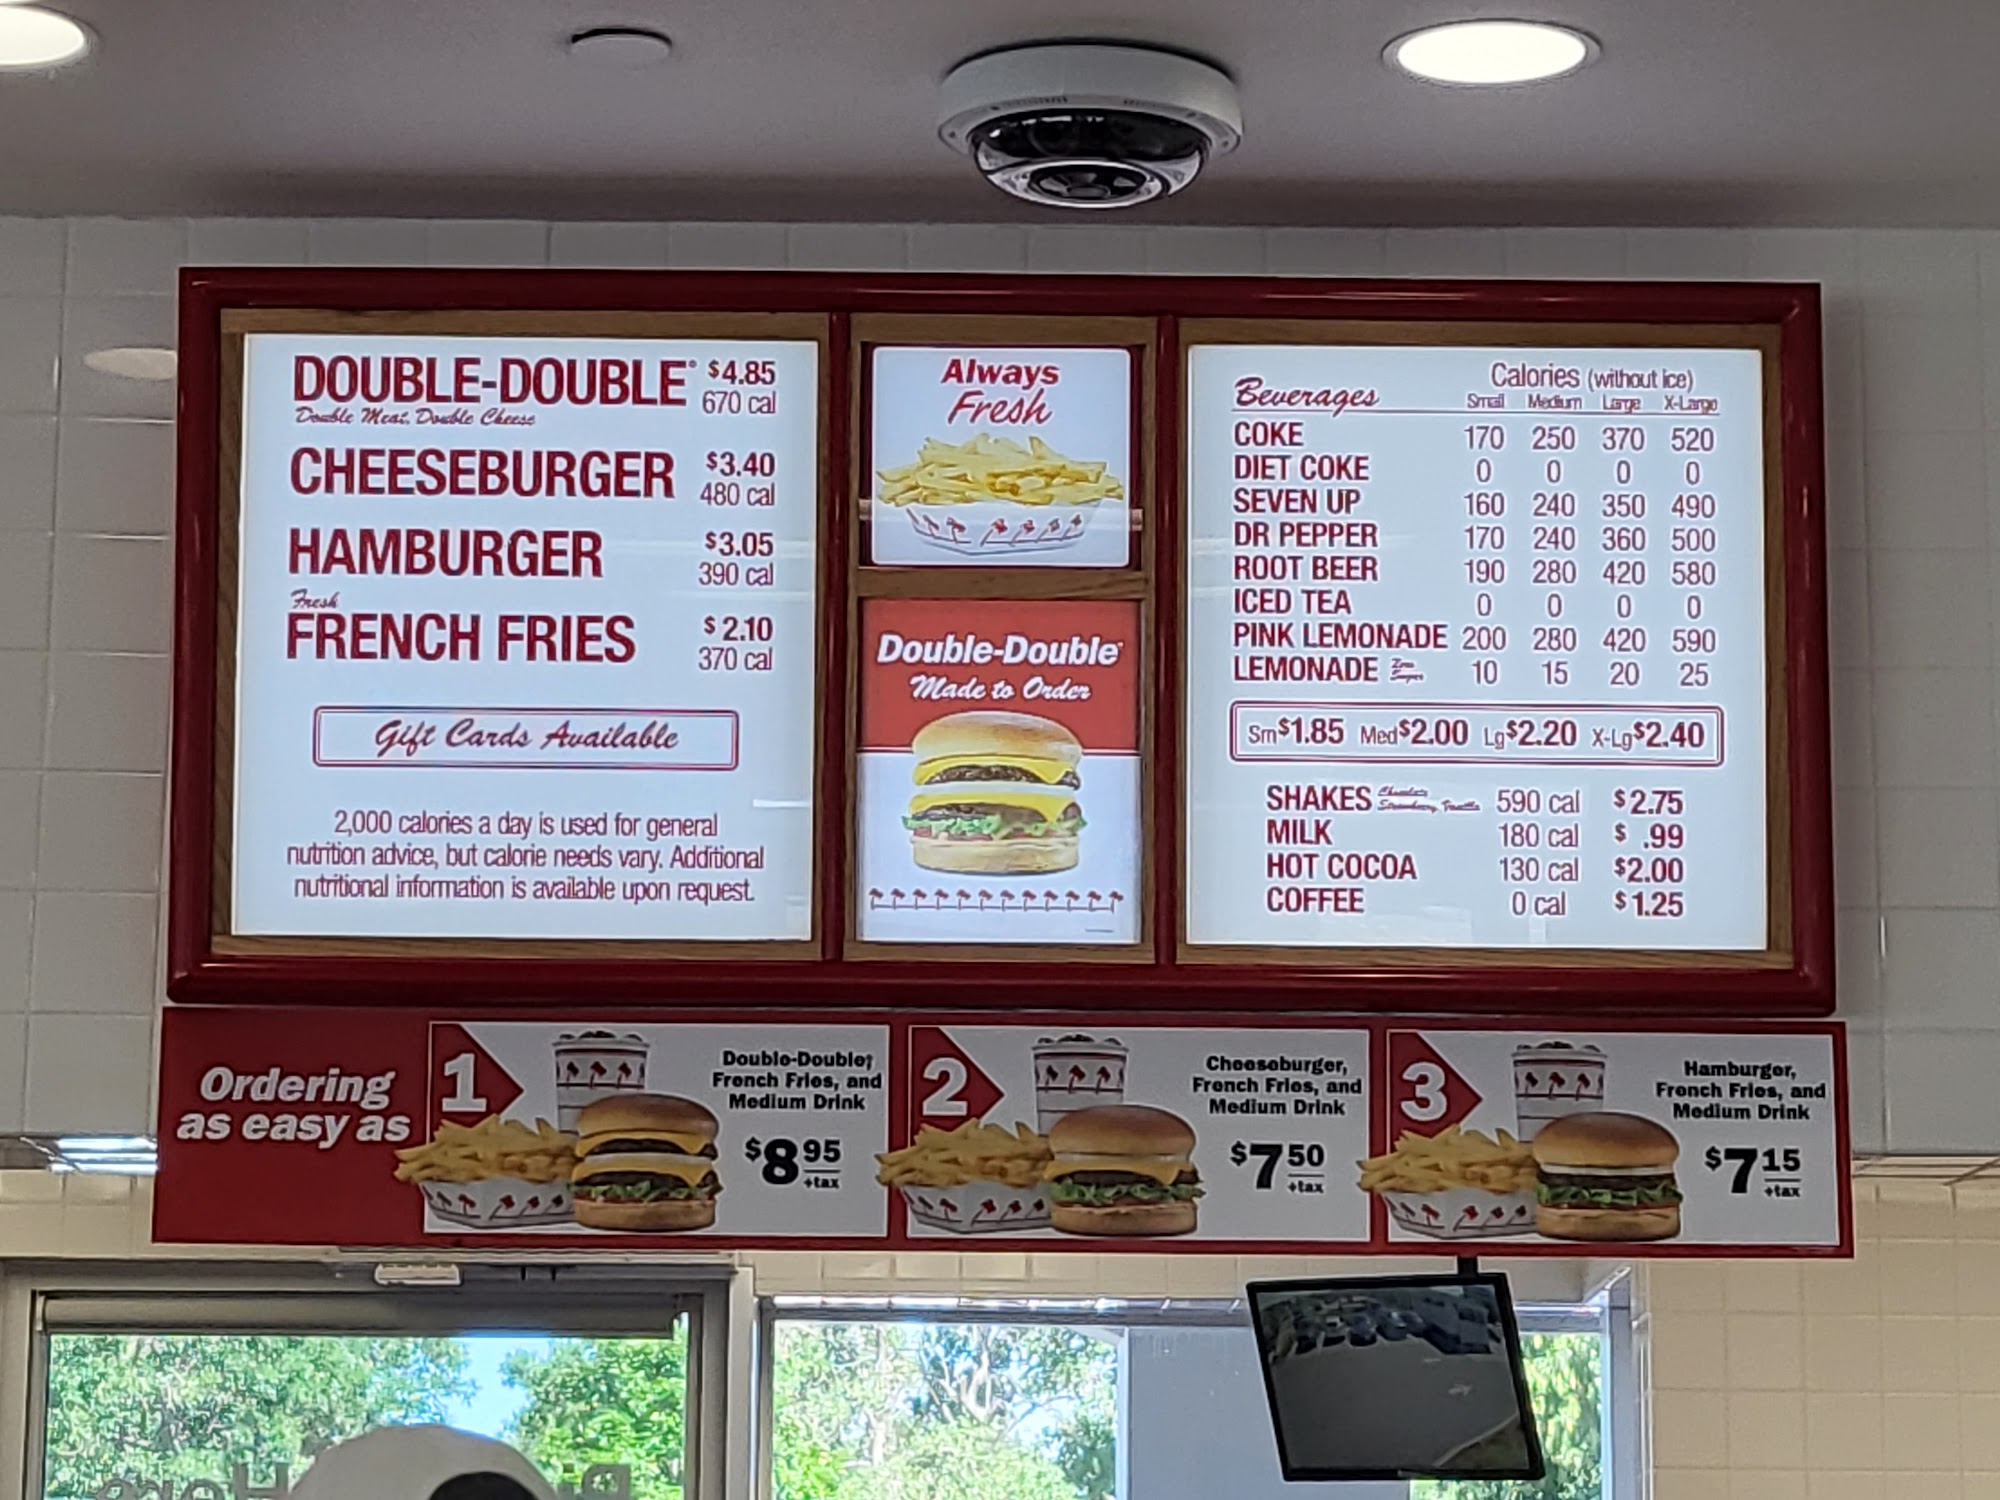 DOUBLE-DOUBLE® $4.85
Double Meat, Double Cheese 670 cal
CHEESEBURGER $3.40
480 cal
HAMBURGER $3.05
390 cal
Fresh
FRENCH FRIES $2.10
370 cal
Gift Cards Available
2,000 calories a day is used for general
nutrition advice, but calorie needs vary. Additional
nutritional information is available upon request.
Always
Fresh
Double-Double®
Made to Order
Calories (without ice)
Beverages Small Medium Large X-Large
COKE 170 250 370 520
DIET COKE 0 0 0 0
SEVEN UP 160 240 350 490
DR PEPPER 170 240 360 500
ROOT BEER 190 280 420 580
ICED TEA 0 0 0 0
PINK LEMONADE 200 280 420 590
LEMONADE Zero Sugar 10 15 20 25
Sm$1.85 Med$2.00 Lg$2.20 X-Lg$2.40
SHAKES Chocolate, Strawberry, Vanilla 590 cal $2.75
MILK 180 cal $ .99
HOT COCOA 130 cal $2.00
COFFEE 0 cal $1.25
Ordering
as easy as
1
Double-Double,
French Fries, and
Medium Drink
$8 95
+tax
2
Cheeseburger,
French Fries, and
Medium Drink
$7 50
+tax
3
Hamburger,
French Fries, and
Medium Drink
$7 15
+tax